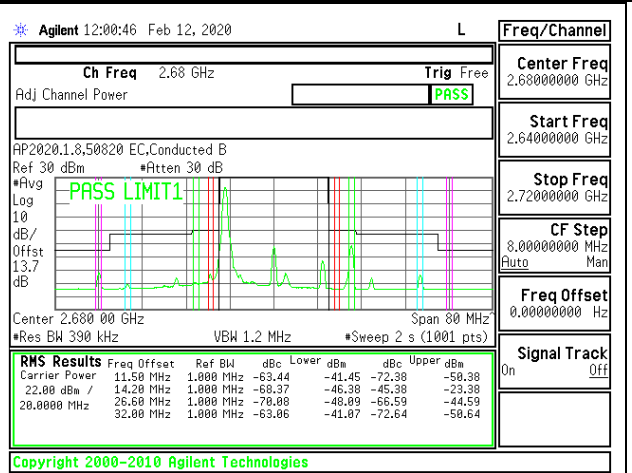 Agilent 12:00:46 Feb 12, 2020 L
Freq/Channel
Ch Freq 2.68 GHz Trig Free
Adj Channel Power PASS
AP2020.1.8,50820 EC,Conducted B
Ref 30 dBm #Atten 30 dB
#Avg
Log
10
dB/
Offst
13.7
dB
PASS LIMIT1
Center 2.680 00 GHz Span 80 MHz
#Res BW 390 kHz VBW 1.2 MHz #Sweep 2 s (1001 pts)
RMS Results Freq Offset Ref BW dBc Lower dBm dBc Upper dBm
Carrier Power 11.50 MHz 1.000 MHz -63.44 -41.45 -72.38 -50.38
22.00 dBm / 14.20 MHz 1.000 MHz -68.37 -46.38 -45.38 -23.38
20.0000 MHz 26.60 MHz 1.000 MHz -70.08 -48.09 -66.59 -44.59
32.00 MHz 1.000 MHz -63.06 -41.07 -72.64 -50.64
Copyright 2000-2010 Agilent Technologies
Center Freq
2.68000000 GHz
Start Freq
2.64000000 GHz
Stop Freq
2.72000000 GHz
CF Step
8.00000000 MHz
Auto Man
Freq Offset
0.00000000 Hz
Signal Track
On Off